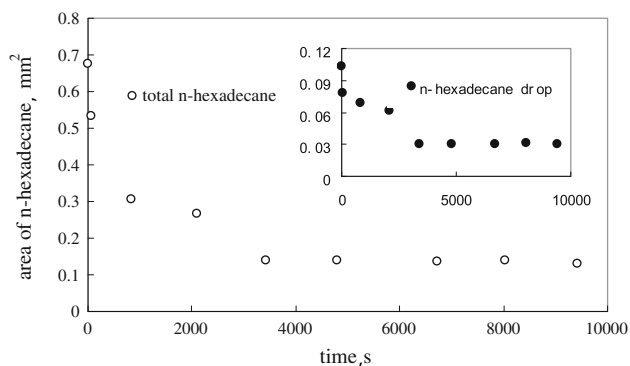 0.8
0.7
0.6
0.5
0.4
0.3
0.2
0.1
0
area of n-hexadecane, mm2
total n-hexadecane
0.12
0.09
0.06
0.03
0
n-hexadecane drop
0 5000 10000
0 2000 4000 6000 8000 10000
time,s